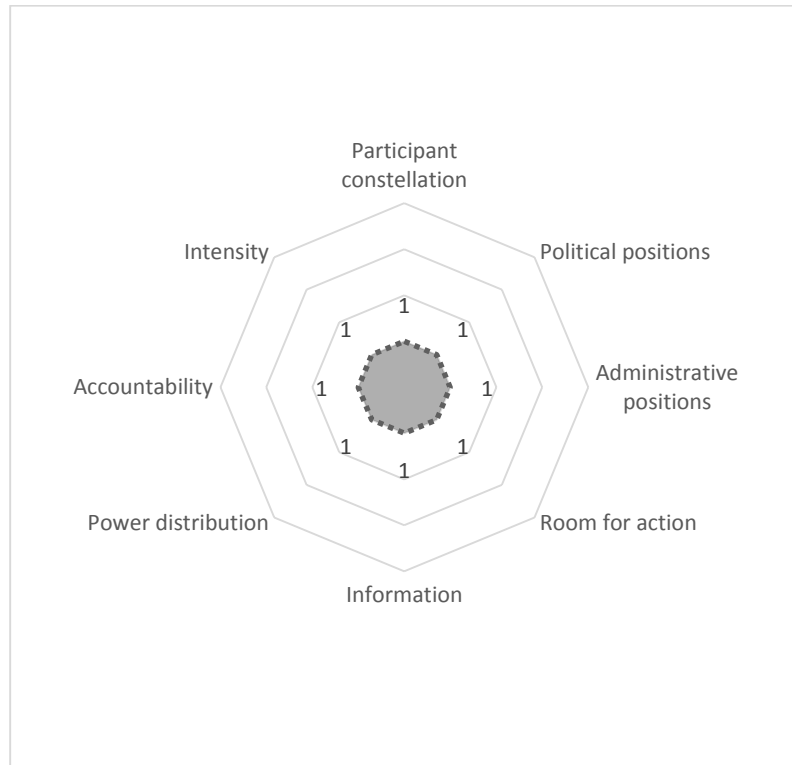 Participant
constellation
Intensity
Political positions
1
1
1
Accountability
1
1
Administrative
positions
1
1
1
Power distribution
Room for action
Information